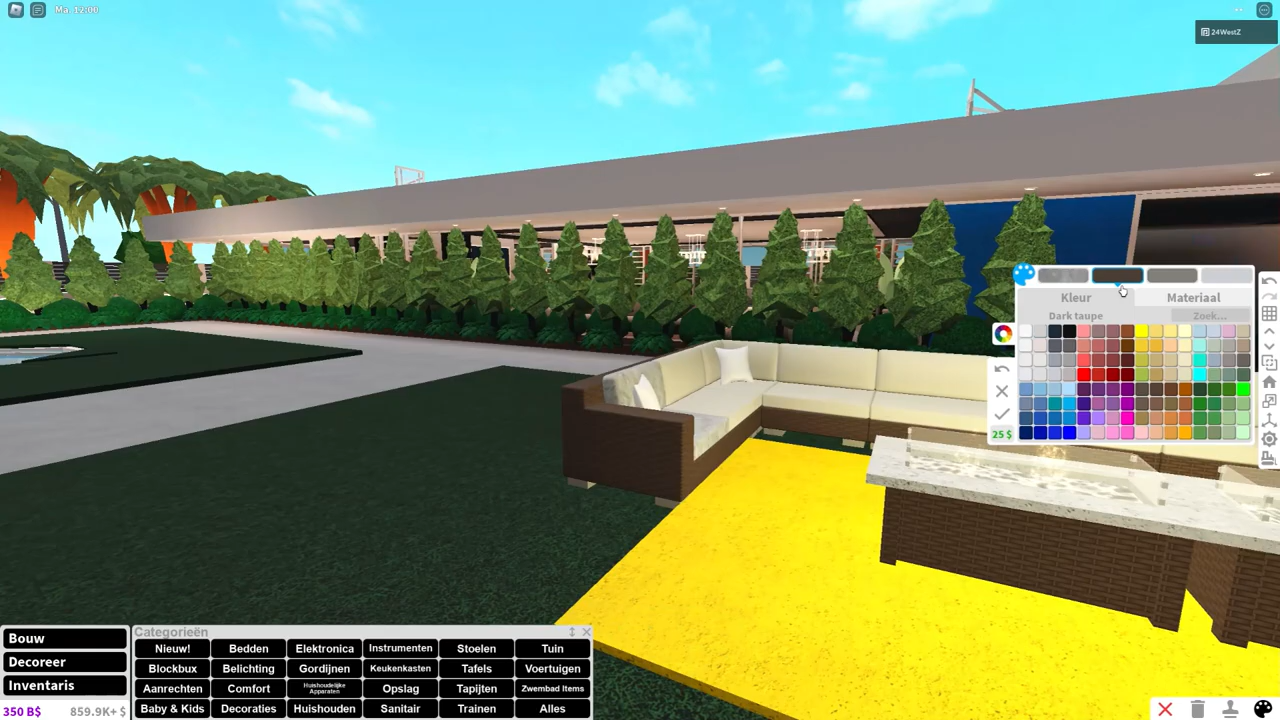 Ma. 12:00
24WestZ
Kleur
Materiaal
Dark taupe
Zoek...
25 $
Bouw
Decoreer
Inventaris
350 B$
859.9K+ $
Categorieën
Nieuw!
Bedden
Elektronica
Instrumenten
Stoelen
Tuin
Blockbux
Belichting
Gordijnen
Keukenkasten
Tafels
Voertuigen
Aanrechten
Comfort
Huishoudelijke
Apparaten
Opslag
Tapijten
Zwembad Items
Baby & Kids
Decoraties
Huishouden
Sanitair
Trainen
Alles